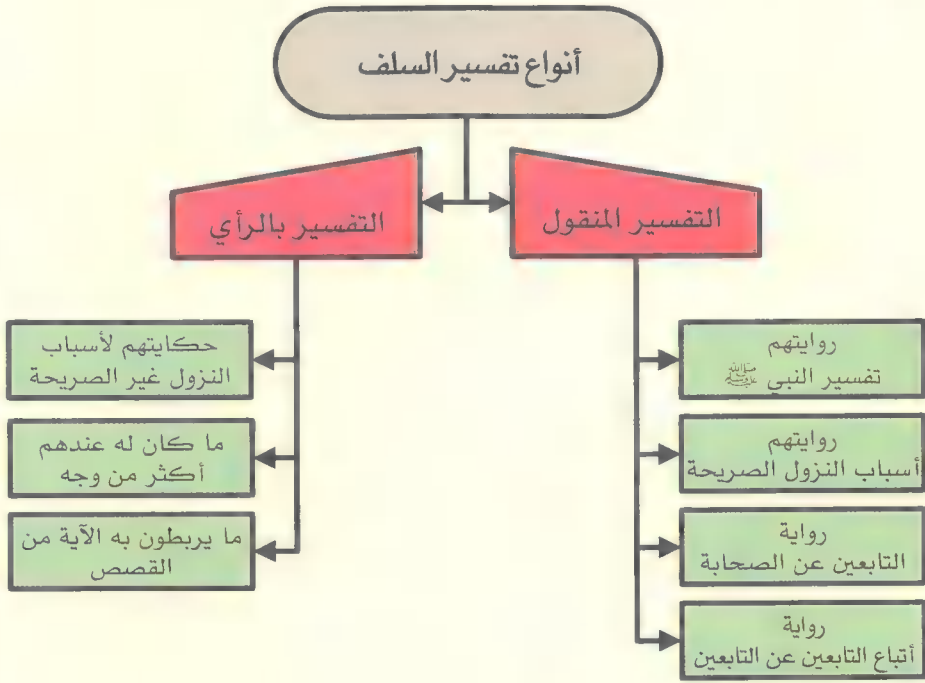 أنواع تفسير السلف
التفسير المنقول
التفسير بالرأي
روايتهم
تفسير النبي ﷺ
روايتهم
أسباب النزول الصريحة
رواية
التابعين عن الصحابة
رواية
أتباع التابعين عن التابعين
حكايتهم لأسباب
النزول غير الصريحة
ما كان له عندهم
أكثر من وجه
ما يربطون به الآية من
القصص